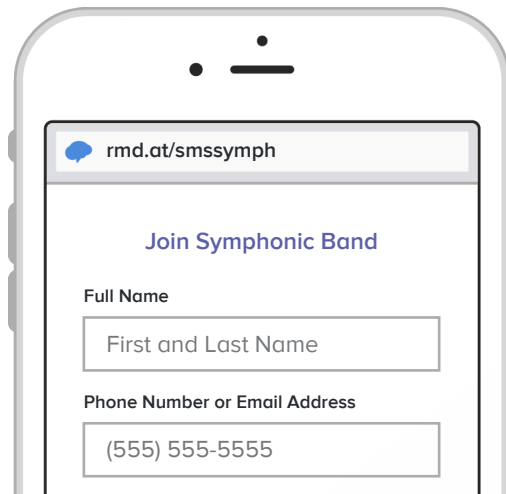 rmd.at/smssymph
Join Symphonic Band
Full Name
First and Last Name
Phone Number or Email Address
(555) 555-5555